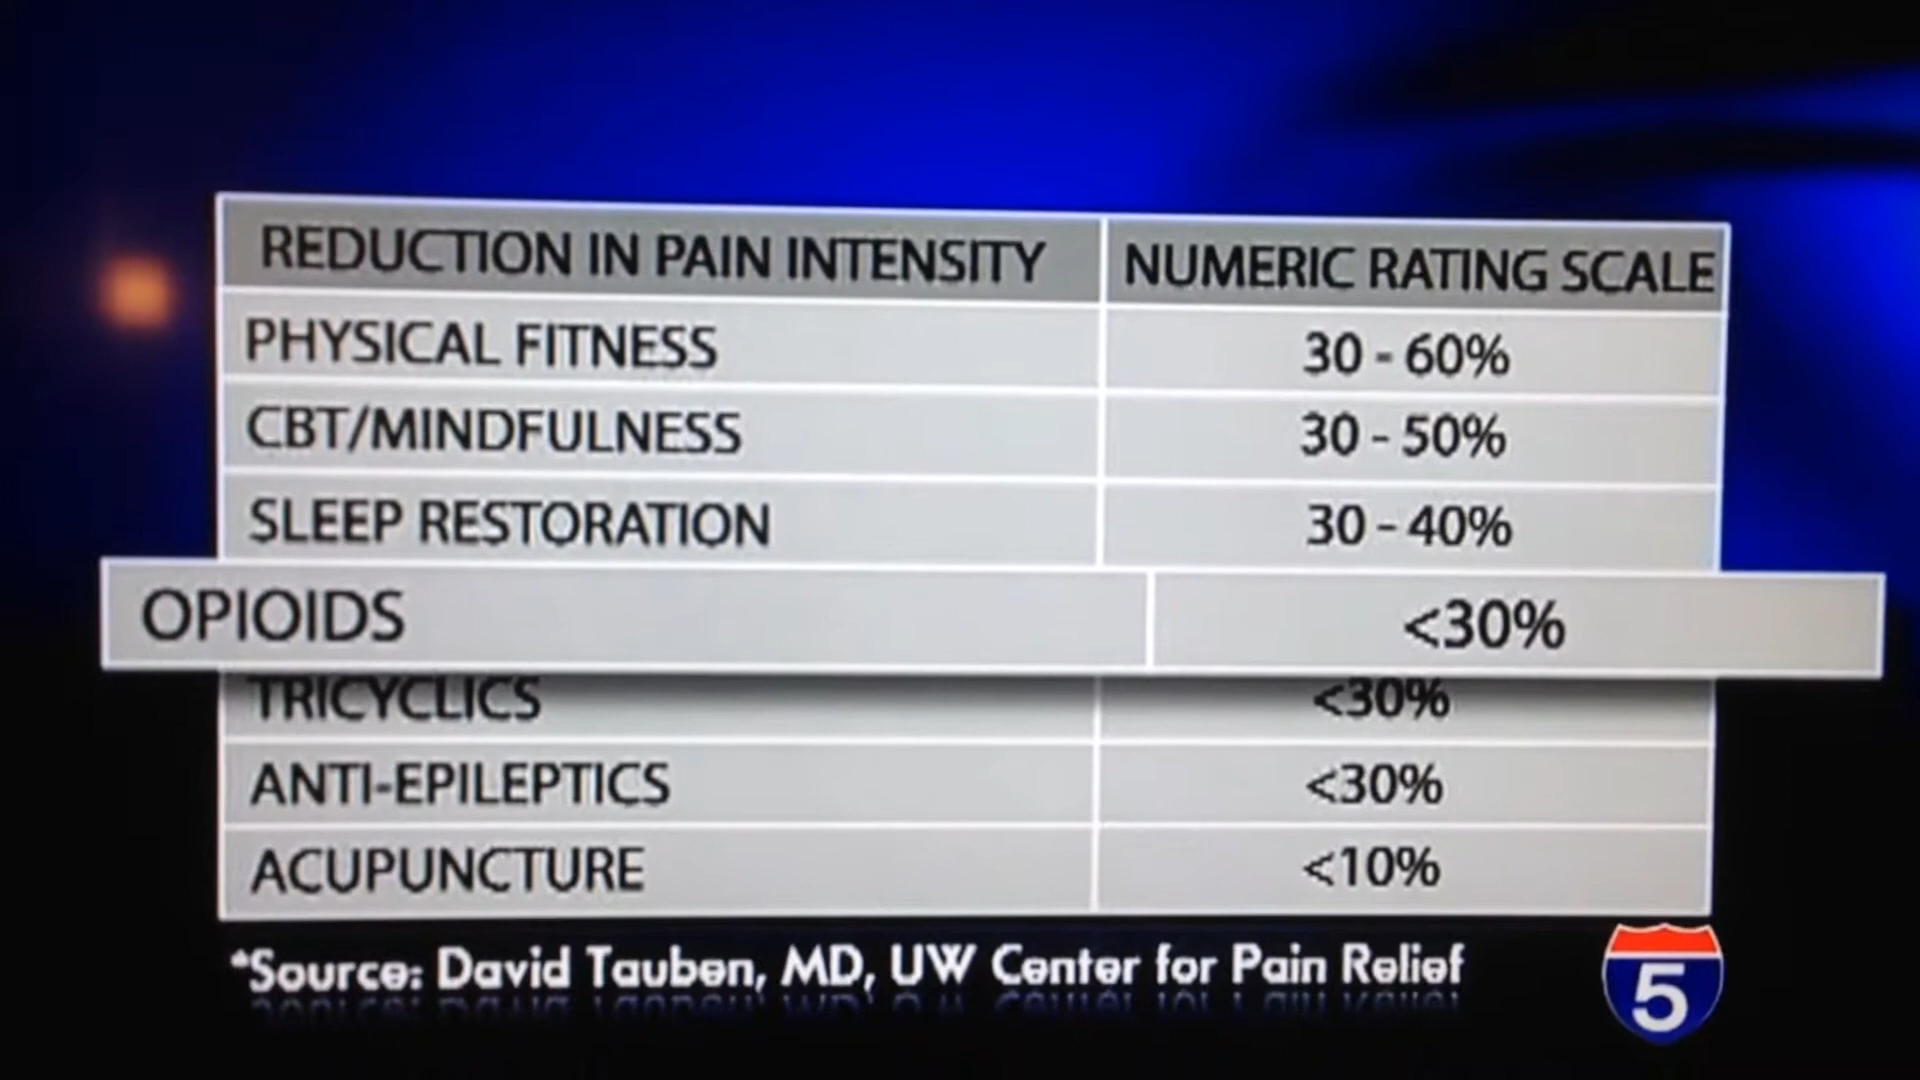 REDUCTION IN PAIN INTENSITY NUMERIC RATING SCALE
PHYSICAL FITNESS 30 - 60%
CBT/MINDFULNESS 30 - 50%
SLEEP RESTORATION 30 - 40%
OPIOIDS <30%
TRICYCLICS <30%
ANTI-EPILEPTICS <30%
ACUPUNCTURE <10%
*Source: David Tauben, MD, UW Center for Pain Relief
5